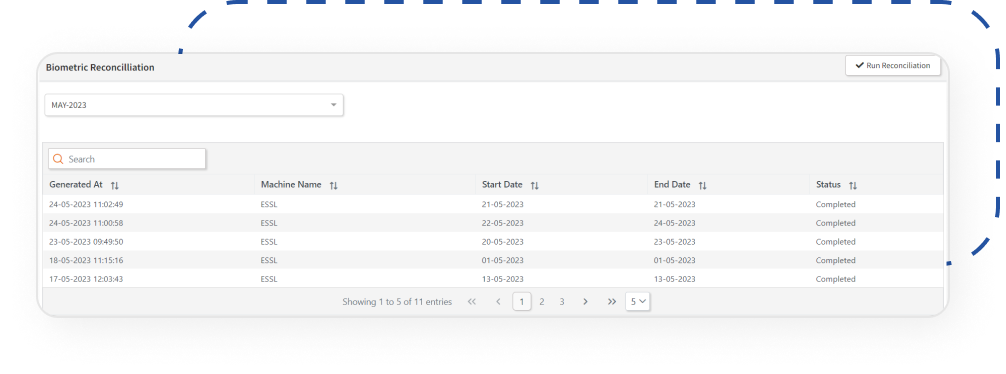 Biometric Reconcilliation
Run Reconciliation
MAY-2023
Search
Generated At Machine Name Start Date End Date Status
24-05-2023 11:02:49 ESSL 21-05-2023 21-05-2023 Completed
24-05-2023 11:00:58 ESSL 22-05-2023 24-05-2023 Completed
23-05-2023 09:49:50 ESSL 20-05-2023 23-05-2023 Completed
18-05-2023 11:15:16 ESSL 01-05-2023 01-05-2023 Completed
17-05-2023 12:03:43 ESSL 13-05-2023 13-05-2023 Completed
Showing 1 to 5 of 11 entries 1 2 3 5